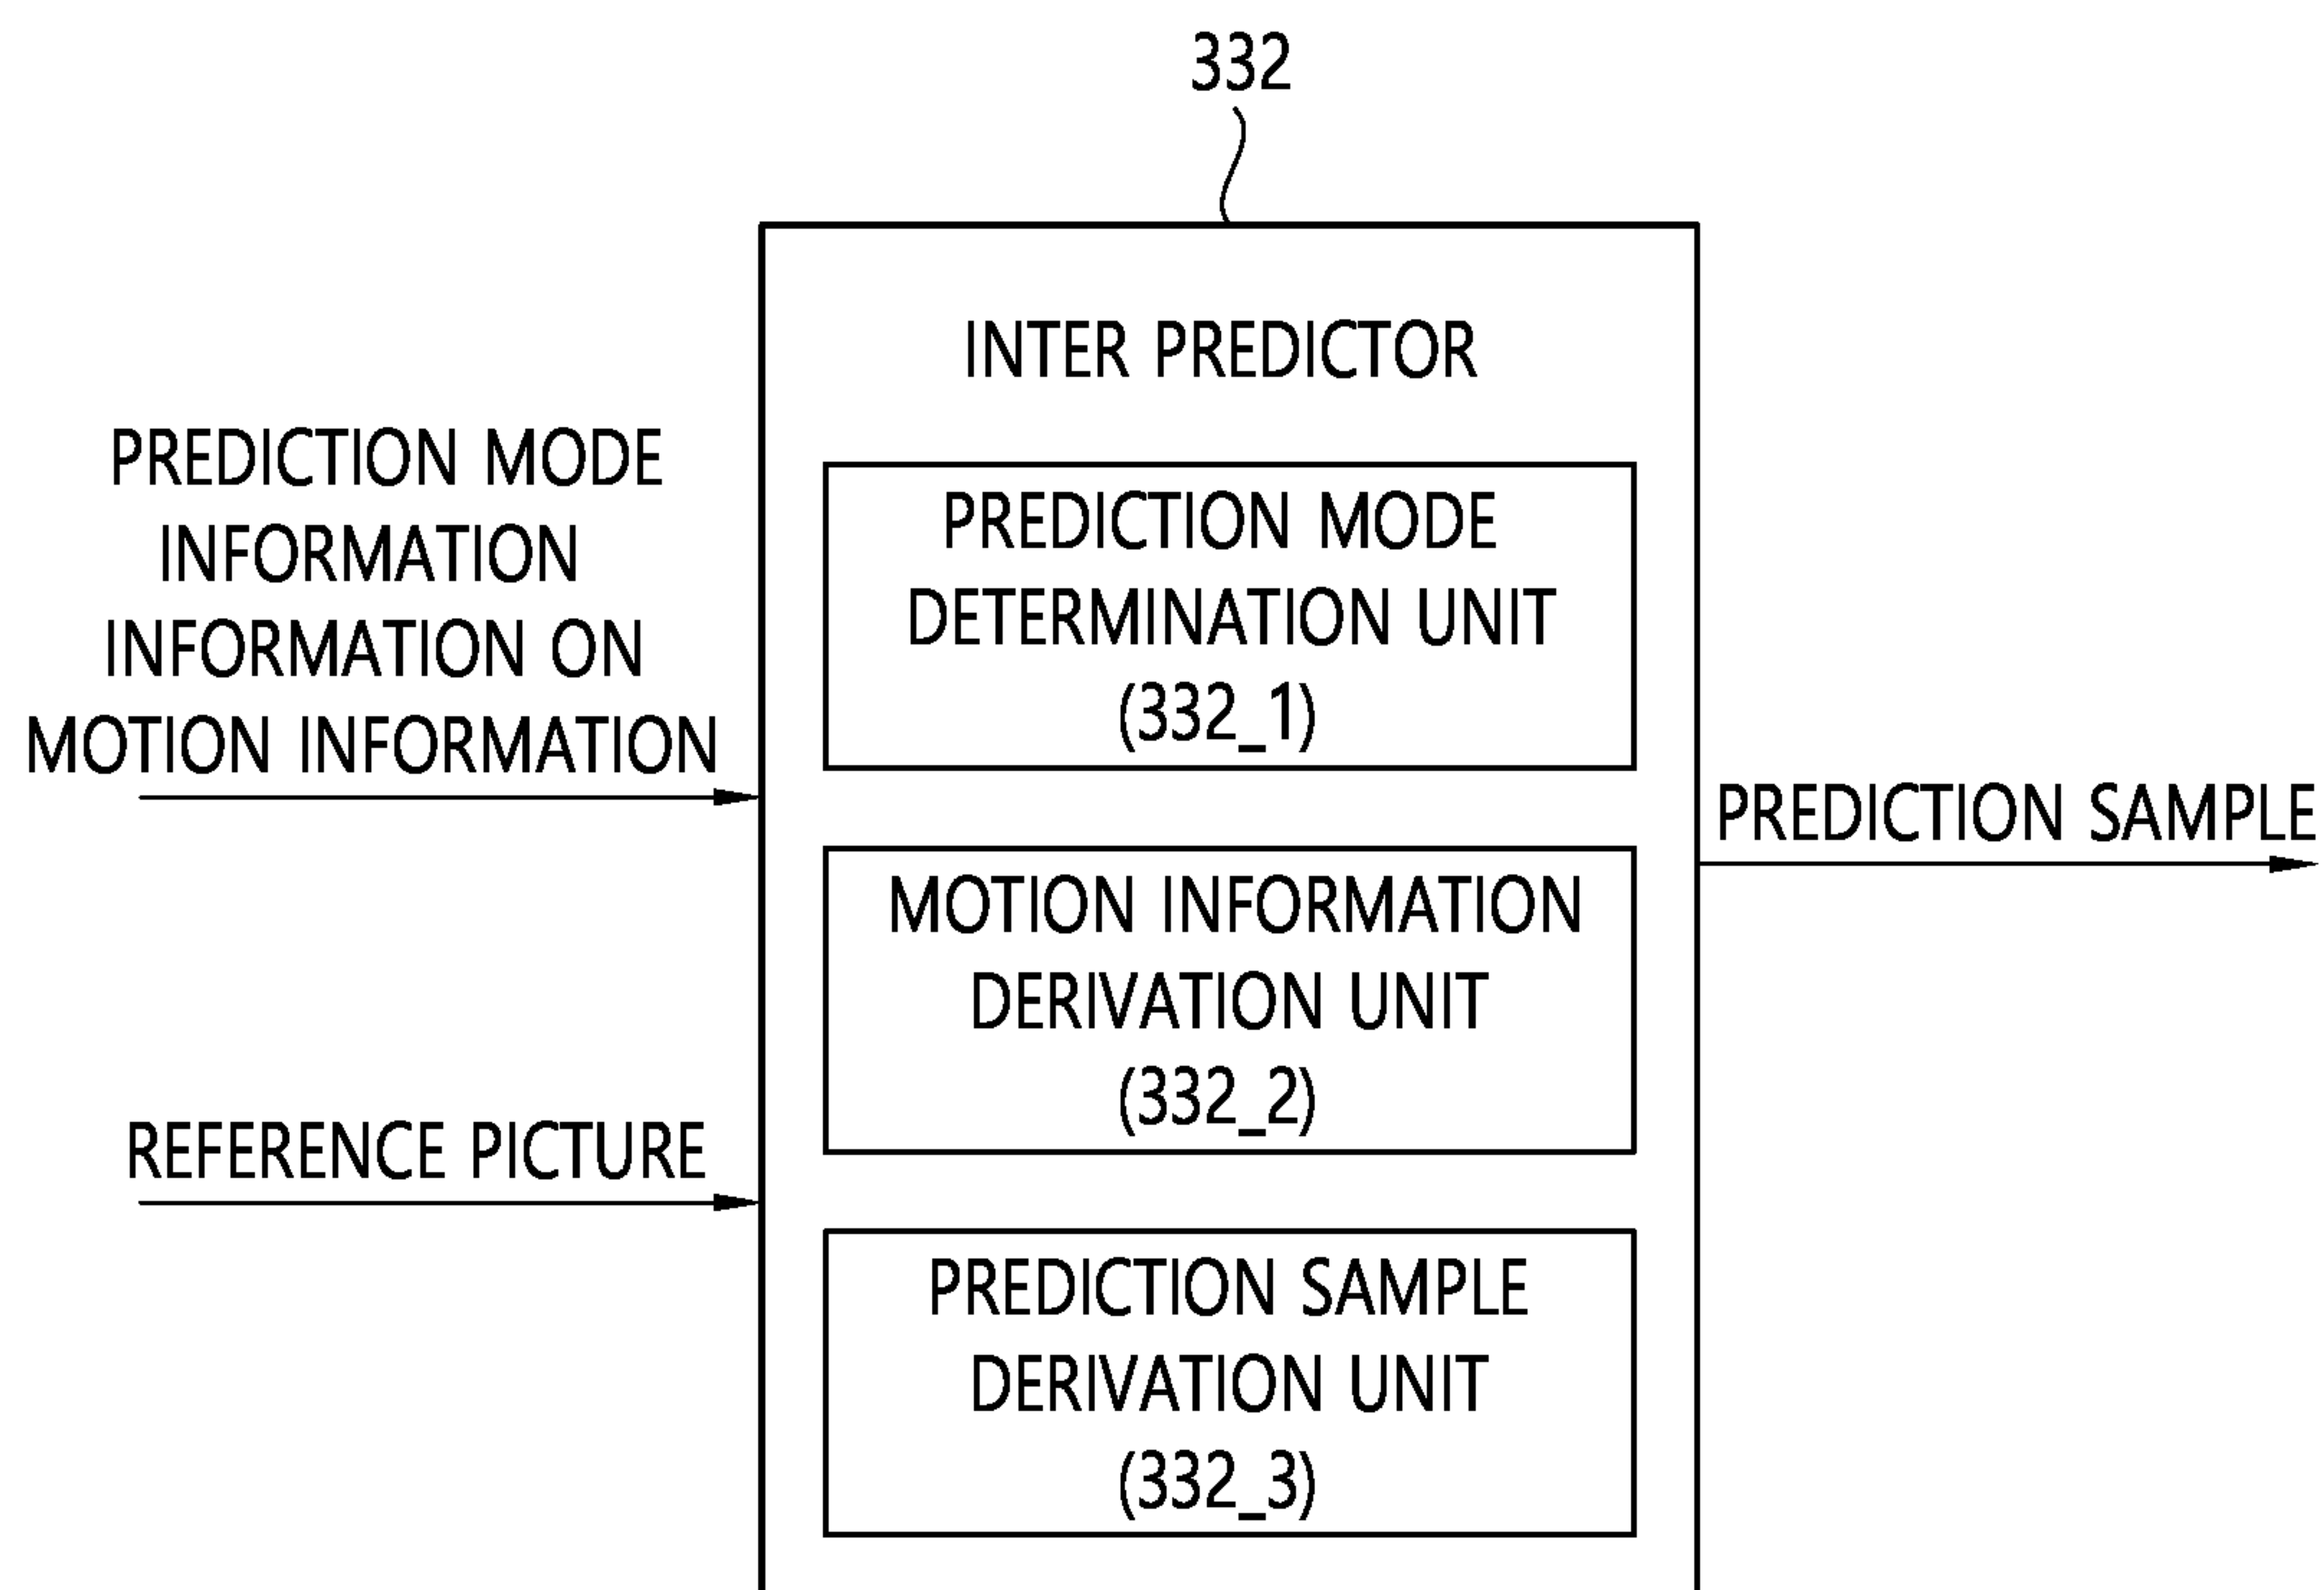 332
INTER PREDICTOR
PREDICTION MODE
INFORMATION
INFORMATION ON
MOTION INFORMATION
REFERENCE PICTURE
PREDICTION MODE
DETERMINATION UNIT
(332_1)
MOTION INFORMATION
DERIVATION UNIT
(332_2)
PREDICTION SAMPLE
DERIVATION UNIT
(332_3)
PREDICTION SAMPLE